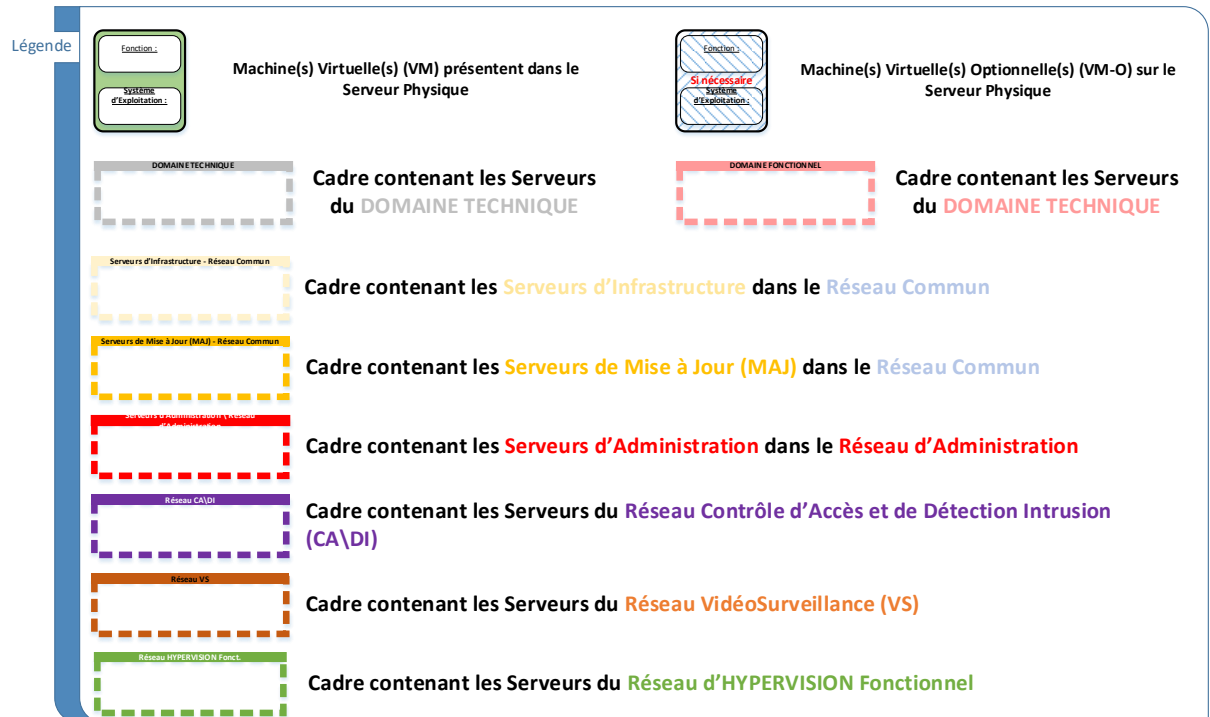 Légende
Fonction :
Système
d’Exploitation :
Machine(s) Virtuelle(s) (VM) présentent dans le
Serveur Physique
Fonction :
Si nécessaire
Système
d’Exploitation :
Machine(s) Virtuelle(s) Optionnelle(s) (VM-O) sur le
Serveur Physique
DOMAINE TECHNIQUE
Cadre contenant les Serveurs
du DOMAINE TECHNIQUE
DOMAINE FONCTIONNEL
Cadre contenant les Serveurs
du DOMAINE TECHNIQUE
Serveurs d’Infrastructure - Réseau Commun
Cadre contenant les Serveurs d’Infrastructure dans le Réseau Commun
Serveurs de Mise à Jour (MAJ) - Réseau Commun
Cadre contenant les Serveurs de Mise à Jour (MAJ) dans le Réseau Commun
Serveurs d’Administration \ Réseau
d’Administration
Cadre contenant les Serveurs d’Administration dans le Réseau d’Administration
Réseau CA\DI
Cadre contenant les Serveurs du Réseau Contrôle d’Accès et de Détection Intrusion
(CA\DI)
Réseau VS
Cadre contenant les Serveurs du Réseau VidéoSurveillance (VS)
Réseau HYPERVISION Fonct.
Cadre contenant les Serveurs du Réseau d’HYPERVISION Fonctionnel